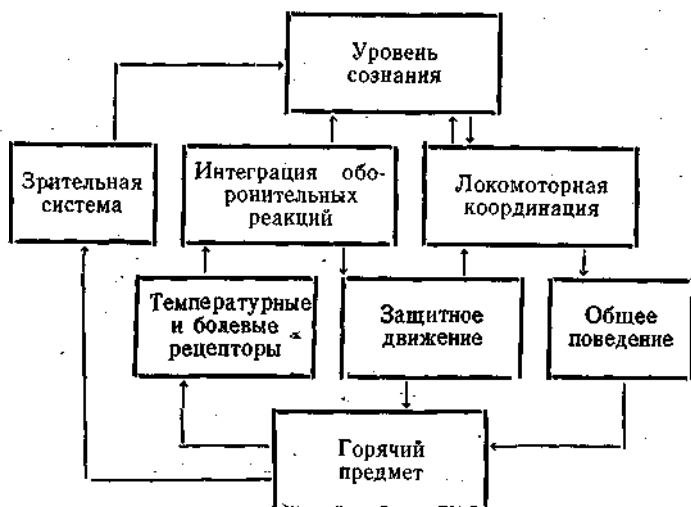 Уровень
сознания
Зрительная
система
Интеграция обо-
ронительных
реакций
Локомоторная
координация
Температурные
и болевые
рецепторы
Защитное
движение
Общее
поведение
Горячий
предмет